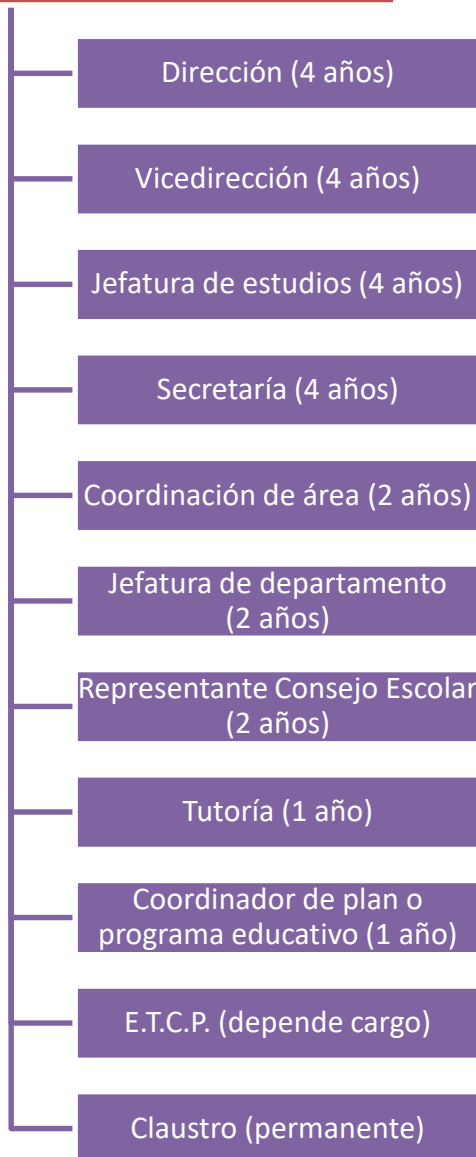 Dirección (4 años)
Vicedirección (4 años)
Jefatura de estudios (4 años)
Secretaría (4 años)
Coordinación de área (2 años)
Jefatura de departamento
(2 años)
Representante Consejo Escolar
(2 años)
Tutoría (1 año)
Coordinador de plan o
programa educativo (1 año)
E.T.C.P. (depende cargo)
Claustro (permanente)